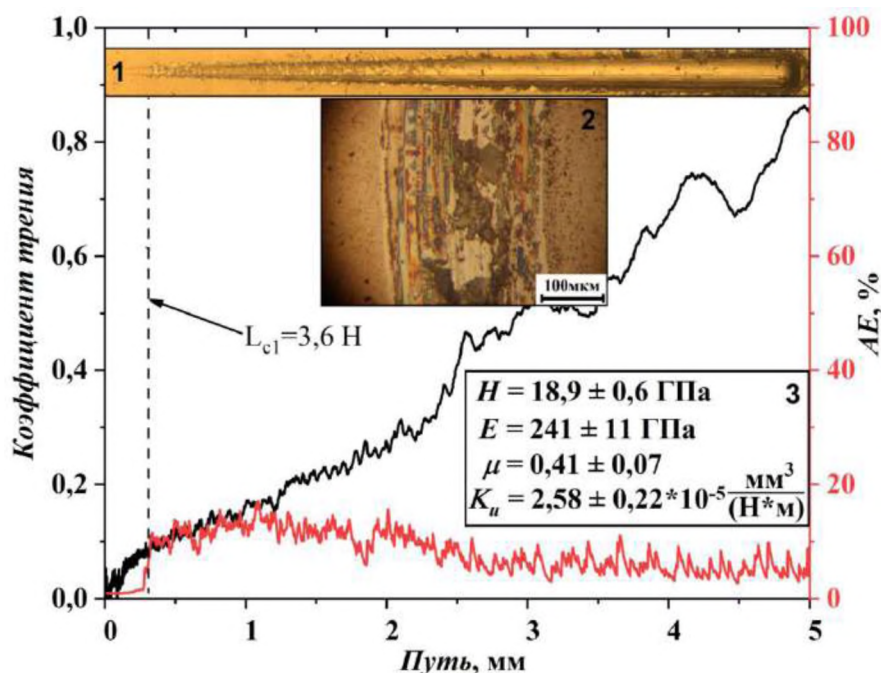 1,0
0,8
0,6
0,4
0,2
0,0
Коэффициент трения
100
80
60
40
20
0
AE, %
1
2
100мкм
L_c1=3,6 Н
3
H = 18,9 ± 0,6 ГПа
E = 241 ± 11 ГПа
μ = 0,41 ± 0,07
K_и = 2,58 ± 0,22*10⁻⁵ мм³/(Н*м)
0 1 2 3 4 5
Путь, мм